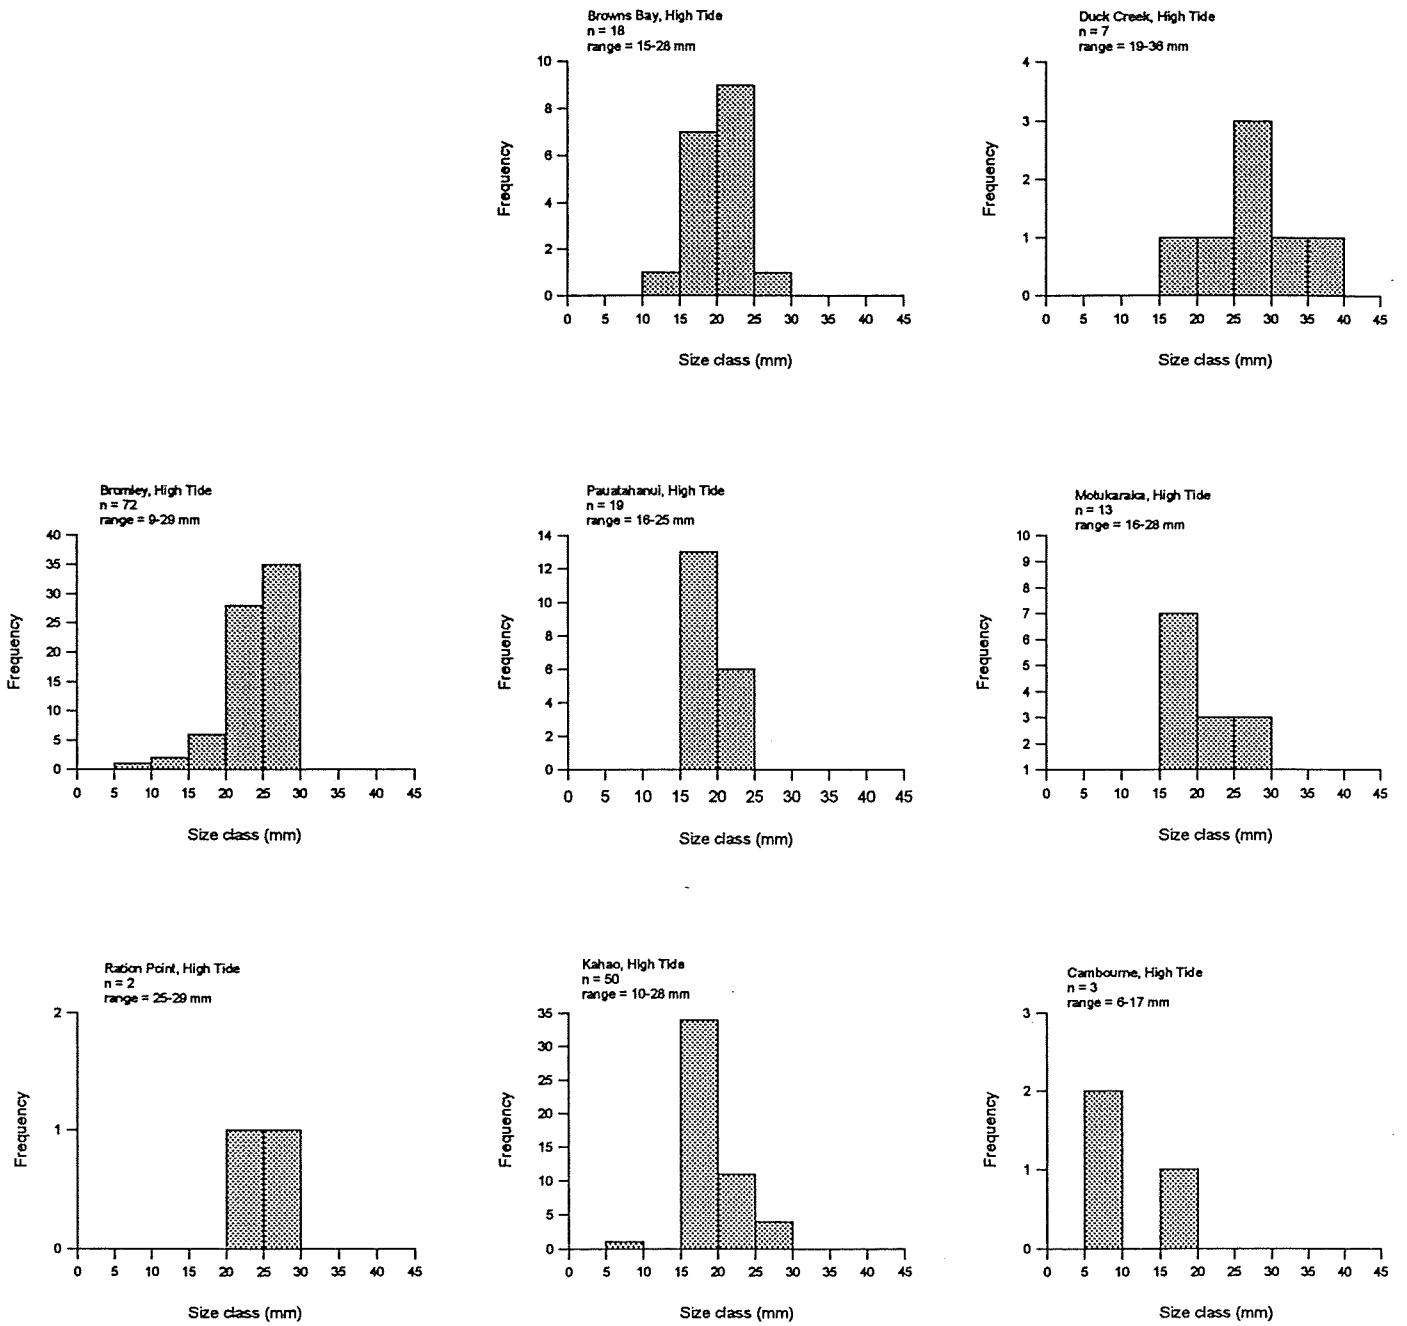 Browns Bay, High Tide
n = 18
range = 15-28 mm
10
8
6
4
2
0
Frequency
0 5 10 15 20 25 30 35 40 45
Size class (mm)
Duck Creek, High Tide
n = 7
range = 19-36 mm
4
3
2
1
0
Frequency
0 5 10 15 20 25 30 35 40 45
Size class (mm)
Bromley, High Tide
n = 72
range = 9-29 mm
40
35
30
25
20
15
10
5
0
Frequency
0 5 10 15 20 25 30 35 40 45
Size class (mm)
Pauatahanui, High Tide
n = 19
range = 16-25 mm
14
12
10
8
6
4
2
0
Frequency
0 5 10 15 20 25 30 35 40 45
Size class (mm)
Motukaraka, High Tide
n = 13
range = 16-28 mm
10
9
8
7
6
5
4
3
2
1
Frequency
0 5 10 15 20 25 30 35 40 45
Size class (mm)
Ration Point, High Tide
n = 2
range = 25-29 mm
2
1
0
Frequency
0 5 10 15 20 25 30 35 40 45
Size class (mm)
Kahao, High Tide
n = 50
range = 10-28 mm
35
30
25
20
15
10
5
0
Frequency
0 5 10 15 20 25 30 35 40 45
Size class (mm)
Cambourne, High Tide
n = 3
range = 6-17 mm
3
2
1
0
Frequency
0 5 10 15 20 25 30 35 40 45
Size class (mm)